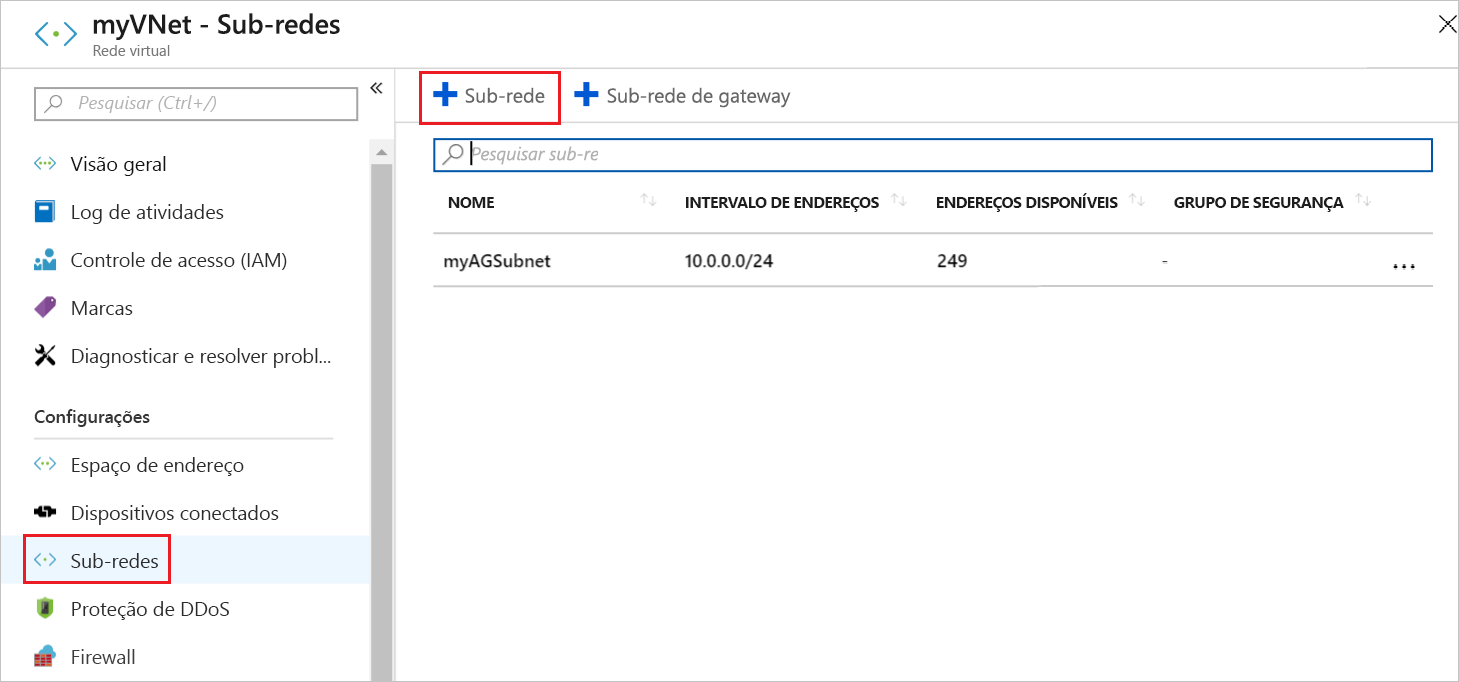 myVNet - Sub-redes
Rede virtual
Pesquisar (Ctrl+/)
Visão geral
Log de atividades
Controle de acesso (IAM)
Marcas
Diagnosticar e resolver probl...
Configurações
Espaço de endereço
Dispositivos conectados
Sub-redes
Proteção de DDoS
Firewall
Sub-rede Sub-rede de gateway
Pesquisar sub-re
NOME INTERVALO DE ENDEREÇOS ENDEREÇOS DISPONÍVEIS GRUPO DE SEGURANÇA
myAGSubnet 10.0.0.0/24 249 - ...